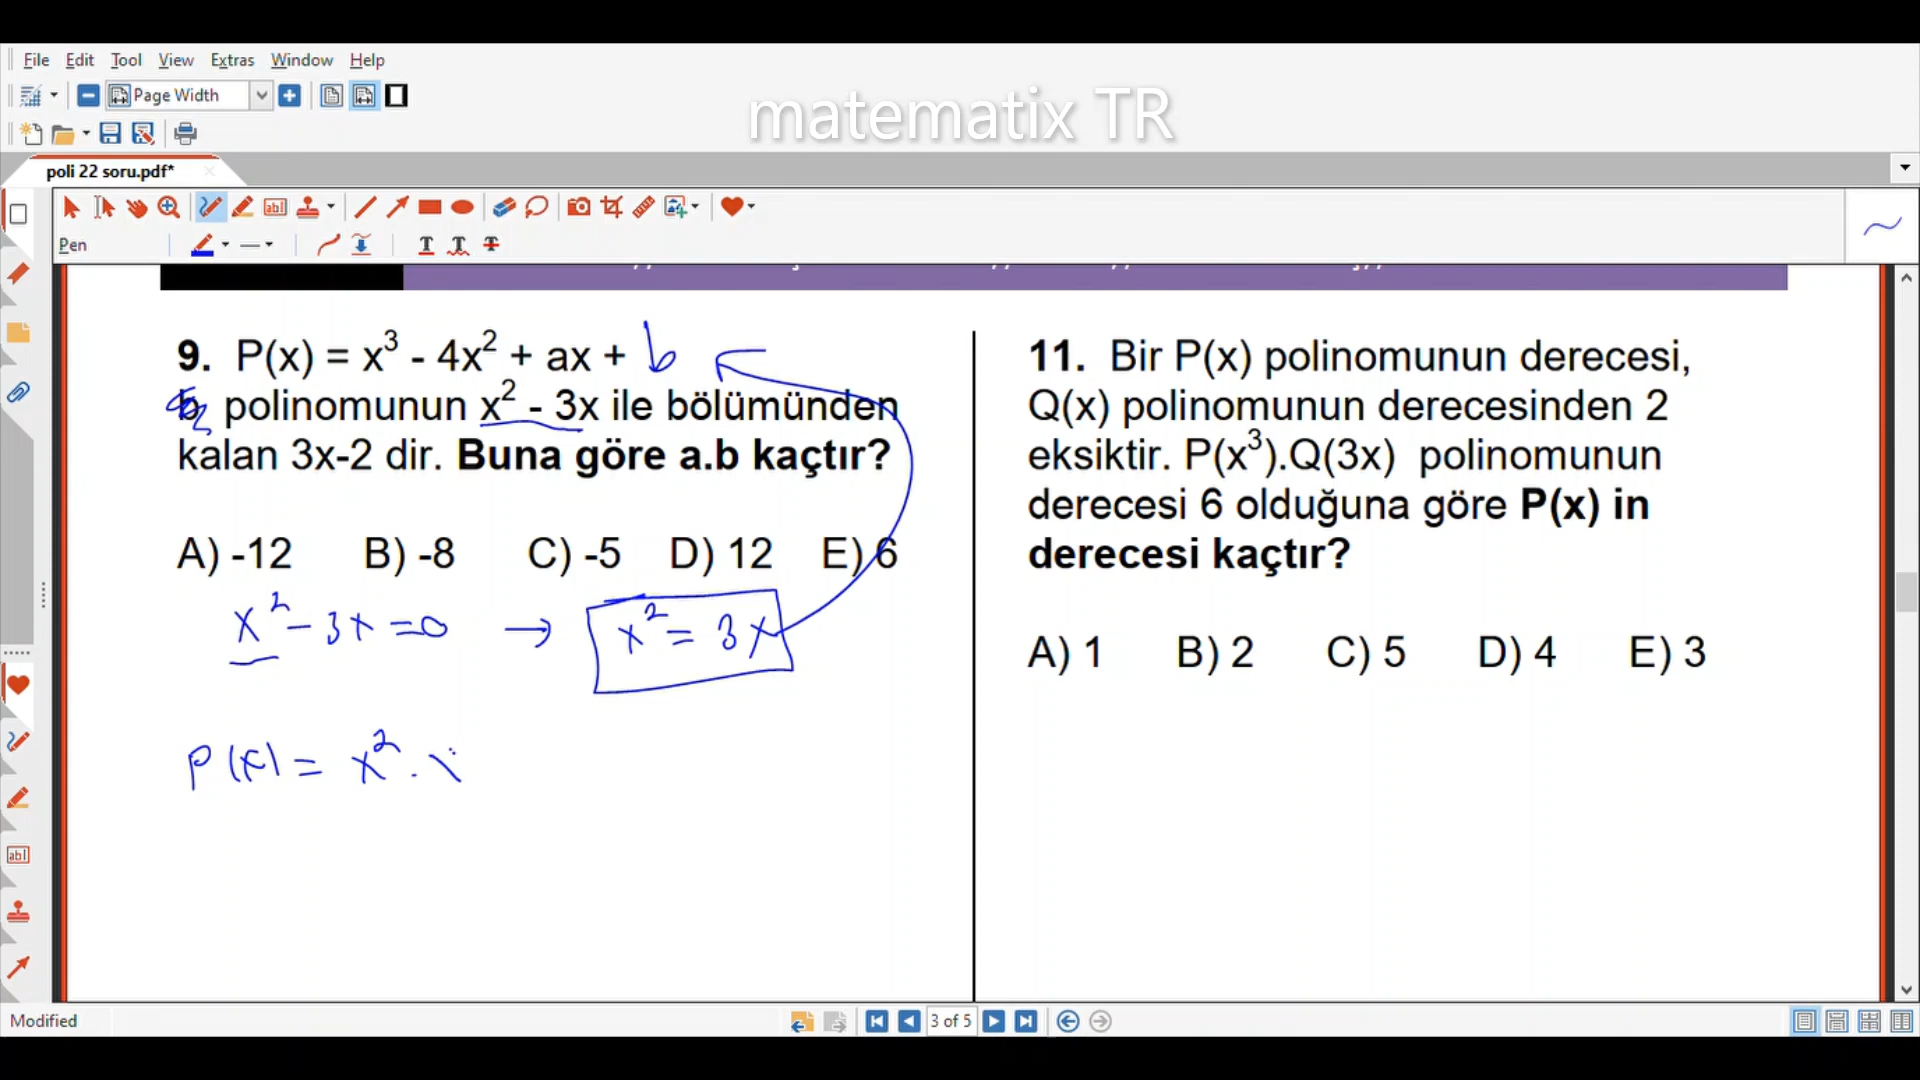 File Edit Tool View Extras Window Help
Page Width
matematix TR
poli 22 soru.pdf*
Pen
9. P(x) = x³ - 4x² + ax + b
b polinomunun x² - 3x ile bölümünden
kalan 3x-2 dir. Buna göre a.b kaçtır?
A) -12 B) -8 C) -5 D) 12 E) 6
x² - 3x = 0 → x² = 3x
P(x) = x² .
11. Bir P(x) polinomunun derecesi,
Q(x) polinomunun derecesinden 2
eksiktir. P(x³).Q(3x) polinomunun
derecesi 6 olduğuna göre P(x) in
derecesi kaçtır?
A) 1 B) 2 C) 5 D) 4 E) 3
Modified
3 of 5